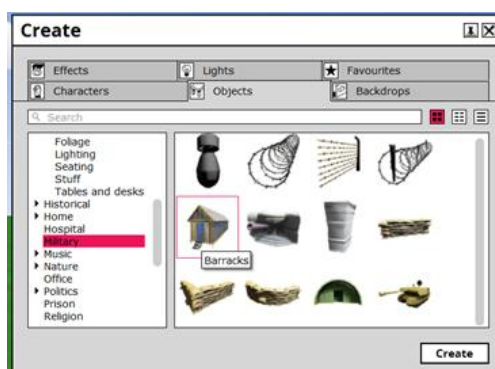 Create
Effects
Lights
Favourites
Characters
Objects
Backdrops
Search
Foliage
Lighting
Seating
Stuff
Tables and desks
Historical
Home
Hospital
Military
Music
Nature
Office
Politics
Prison
Religion
Barracks
Create